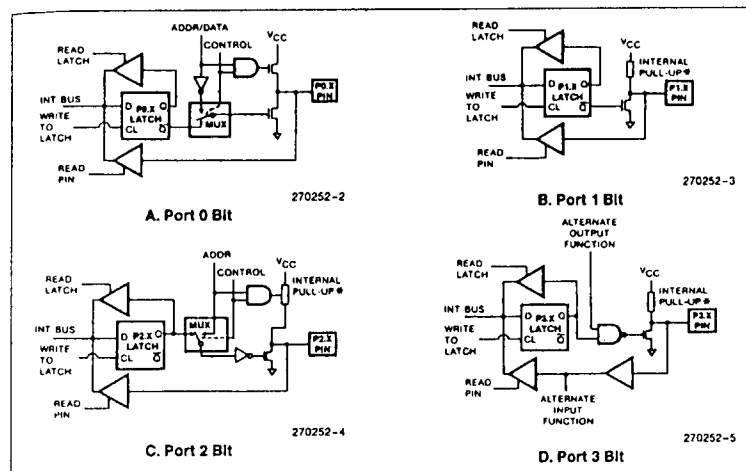 ADDR/DATA
CONTROL
VCC
READ
LATCH
INT BUS
WRITE
TO
LATCH
D P0.X Q
LATCH
CL Q
MUX
P0.X
PIN
READ
PIN
270252-2
A. Port 0 Bit
READ
LATCH
VCC
INTERNAL
PULL-UP*
INT BUS
WRITE
TO
LATCH
D P1.X Q
LATCH
CL Q
P1.X
PIN
READ
PIN
270252-3
B. Port 1 Bit
ADDR
CONTROL
VCC
INTERNAL
PULL-UP*
READ
LATCH
INT BUS
WRITE
TO
LATCH
D P2.X Q
LATCH
CL Q
MUX
P2.X
PIN
READ
PIN
270252-4
C. Port 2 Bit
ALTERNATE
OUTPUT
FUNCTION
VCC
INTERNAL
PULL-UP*
READ
LATCH
INT BUS
WRITE
TO
LATCH
D P3.X Q
LATCH
CL Q
P3.X
PIN
READ
PIN
ALTERNATE
INPUT
FUNCTION
270252-5
D. Port 3 Bit